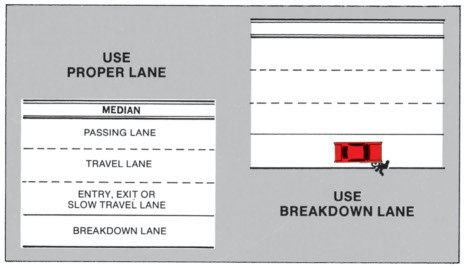 USE
PROPER LANE
MEDIAN
PASSING LANE
TRAVEL LANE
ENTRY, EXIT OR
SLOW TRAVEL LANE
BREAKDOWN LANE
USE
BREAKDOWN LANE